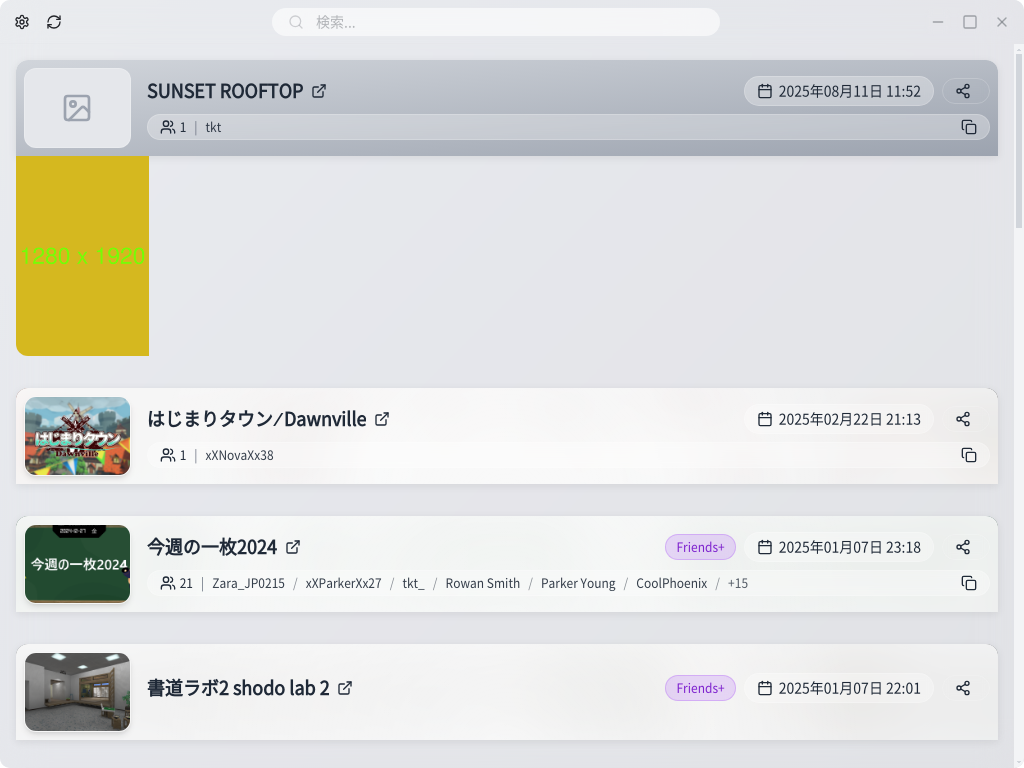 検索...
SUNSET ROOFTOP
2025年08月11日 11:52
1 | tkt
1280 x 1920
はじまりタウン
Dawnville
はじまりタウン⁄Dawnville
2025年02月22日 21:13
1 | xXNovaXx38
今週の一枚2024
今週の一枚2024
Friends+
2025年01月07日 23:18
21 | Zara_JP0215 / xXParkerXx27 / tkt_ / Rowan Smith / Parker Young / CoolPhoenix / +15
書道ラボ2 shodo lab 2
Friends+
2025年01月07日 22:01